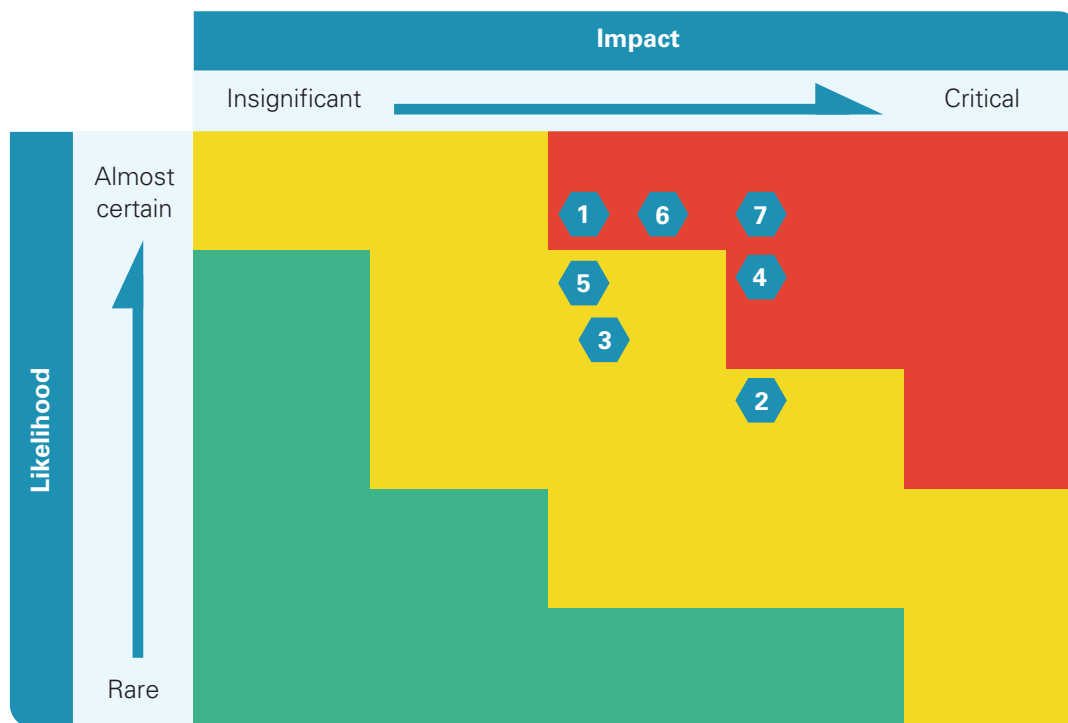 Impact
Insignificant
Critical
Likelihood
Almost
certain
Rare
1
6
7
5
4
3
2